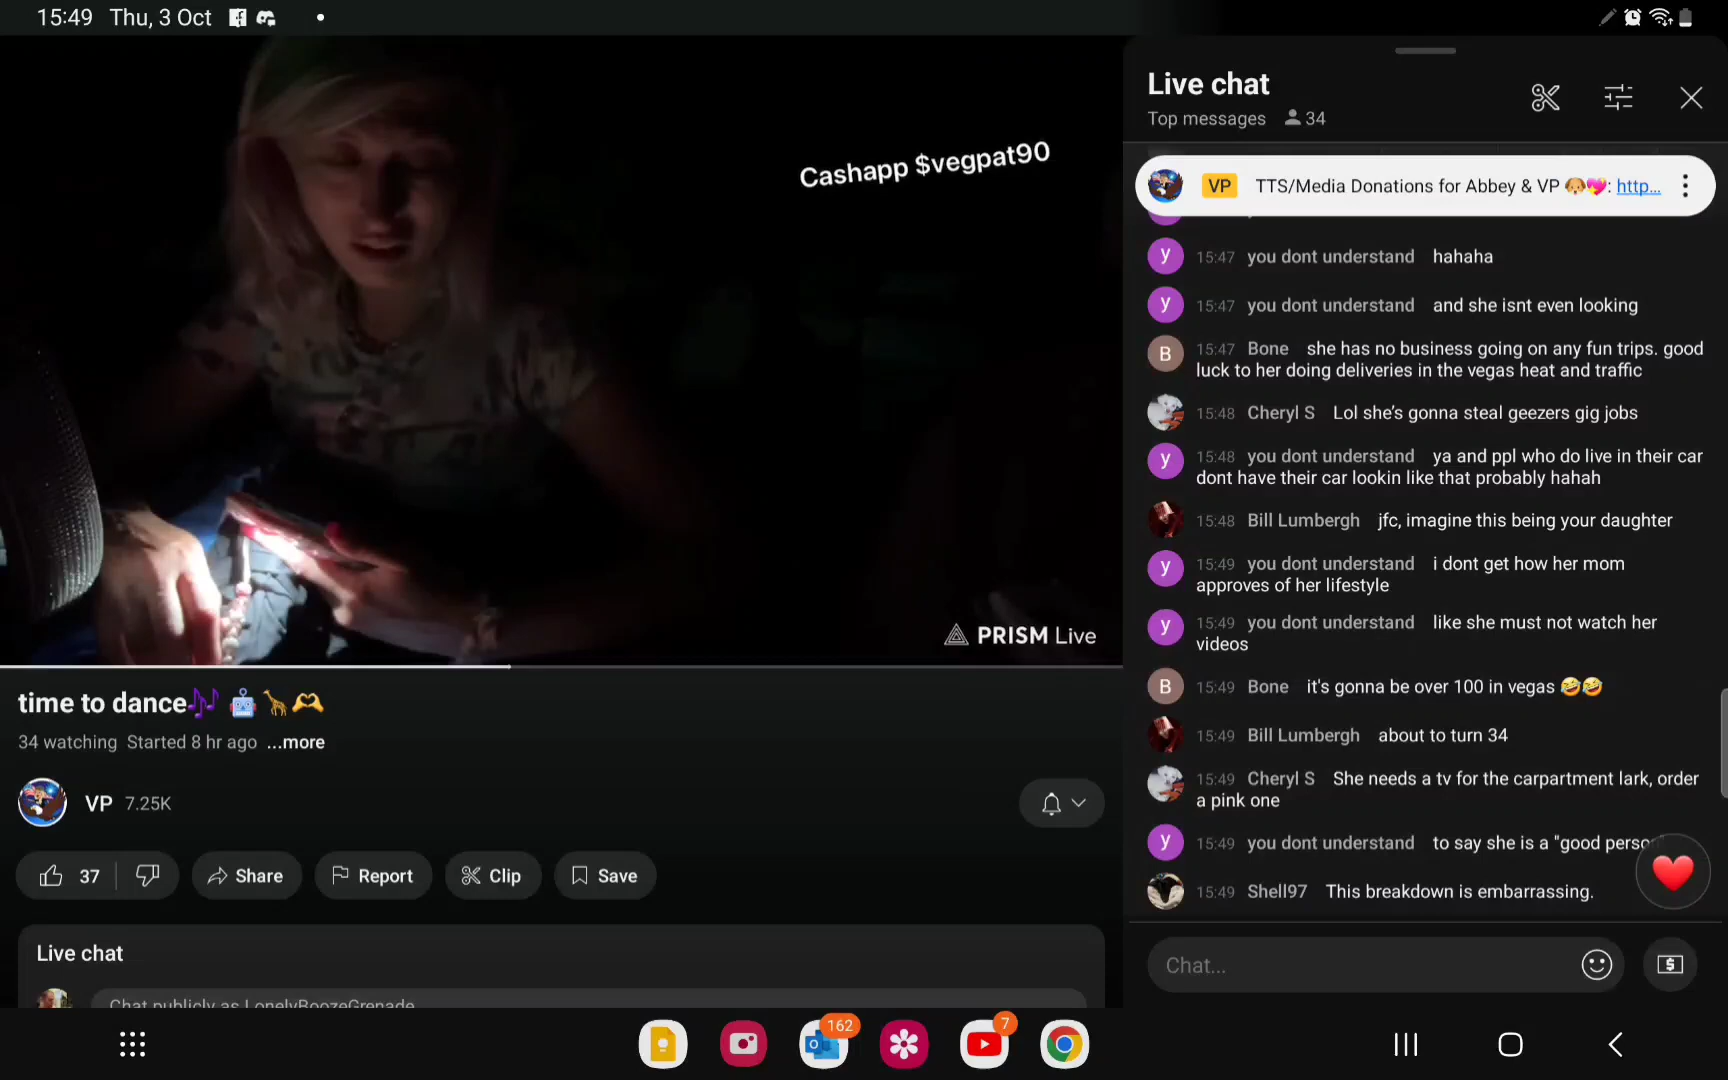 15:49 Thu, 3 Oct
Cashapp $vegpat90
PRISM Live
time to dance🎶 🤖🦒🫶
34 watching Started 8 hr ago ...more
VP 7.25K
37
Share
Report
Clip
Save
Live chat
Chat publicly as LonelyBoozeGrenade
Live chat
Top messages 34
VP TTS/Media Donations for Abbey & VP 🐶💖: http...
y 15:47 you dont understand hahaha
y 15:47 you dont understand and she isnt even looking
B 15:47 Bone she has no business going on any fun trips. good
luck to her doing deliveries in the vegas heat and traffic
15:48 Cheryl S Lol she's gonna steal geezers gig jobs
y 15:48 you dont understand ya and ppl who do live in their car
dont have their car lookin like that probably hahah
15:48 Bill Lumbergh jfc, imagine this being your daughter
y 15:49 you dont understand i dont get how her mom
approves of her lifestyle
y 15:49 you dont understand like she must not watch her
videos
B 15:49 Bone it's gonna be over 100 in vegas 🤣🤣
15:49 Bill Lumbergh about to turn 34
15:49 Cheryl S She needs a tv for the carpartment lark, order
a pink one
y 15:49 you dont understand to say she is a "good person
15:49 Shell97 This breakdown is embarrassing.
Chat...
162
7